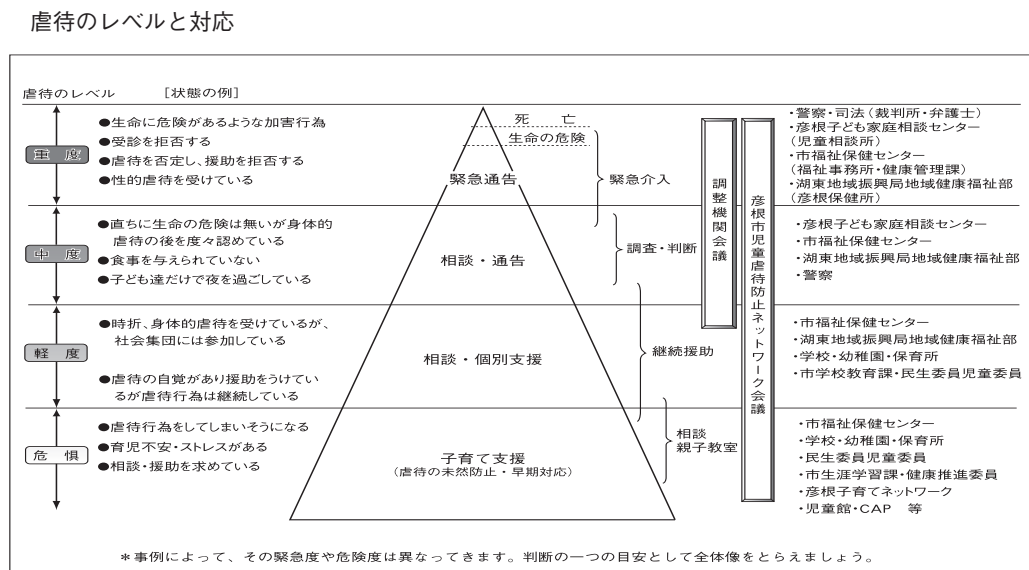 虐待のレベルと対応
虐待のレベル
[状態の例]
重 度
●生命に危険があるような加害行為
●受診を拒否する
●虐待を否定し、援助を拒否する
●性的虐待を受けている
死 亡
生命の危険
緊急通告
緊急介入
・警察・司法(裁判所・弁護士)
・彦根子ども家庭相談センター
(児童相談所)
・市福祉保健センター
(福祉事務所・健康管理課)
・湖東地域振興局地域健康福祉部
(彦根保健所)
中 度
●直ちに生命の危険は無いが身体的
虐待の後を度々認めている
●食事を与えられていない
●子ども達だけで夜を過ごしている
相談・通告
調査・判断
調整機関会議
彦根市児童虐待防止ネットワーク会議
・彦根子ども家庭相談センター
・市福祉保健センター
・湖東地域振興局地域健康福祉部
・警察
軽 度
●時折、身体的虐待を受けているが、
社会集団には参加している
●虐待の自覚があり援助をうけてい
るが虐待行為は継続している
相談・個別支援
継続援助
・市福祉保健センター
・湖東地域振興局地域健康福祉部
・学校・幼稚園・保育所
・市学校教育課・民生委員児童委員
危 惧
●虐待行為をしてしまいそうになる
●育児不安・ストレスがある
●相談・援助を求めている
子育て支援
(虐待の未然防止・早期対応)
相談
親子教室
・市福祉保健センター
・学校・幼稚園・保育所
・民生委員児童委員
・市生涯学習課・健康推進委員
・彦根子育てネットワーク
・児童館・CAP 等
*事例によって、その緊急度や危険度は異なってきます。判断の一つの目安として全体像をとらえましょう。